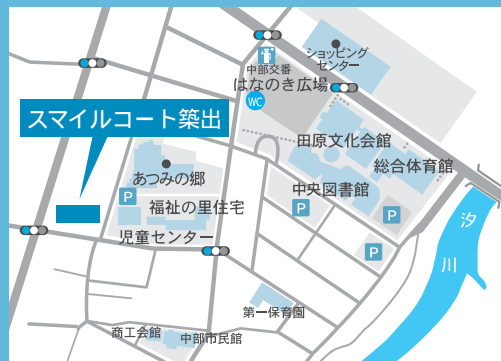 ショッピング
センター
中部交番
はなのき広場
WC
スマイルコート築出
田原文化会館
総合体育館
あつみの郷
中央図書館
P
福祉の里住宅
P
P
児童センター
P
汐
川
第一保育園
商工会館
中部市民館